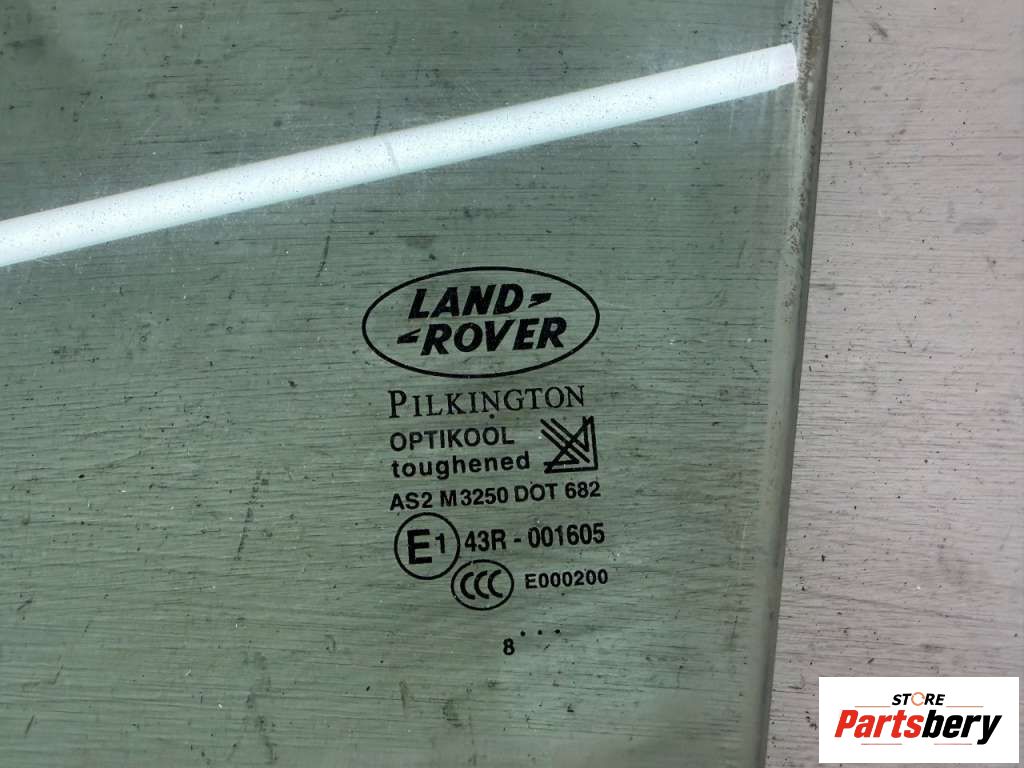 LAND-
-ROVER
PILKINGTON
OPTIKOOL
toughened
AS2 M3250 DOT 682
E1 43R - 001605
CCC E000200
8 . . .
STORE
Partsbery